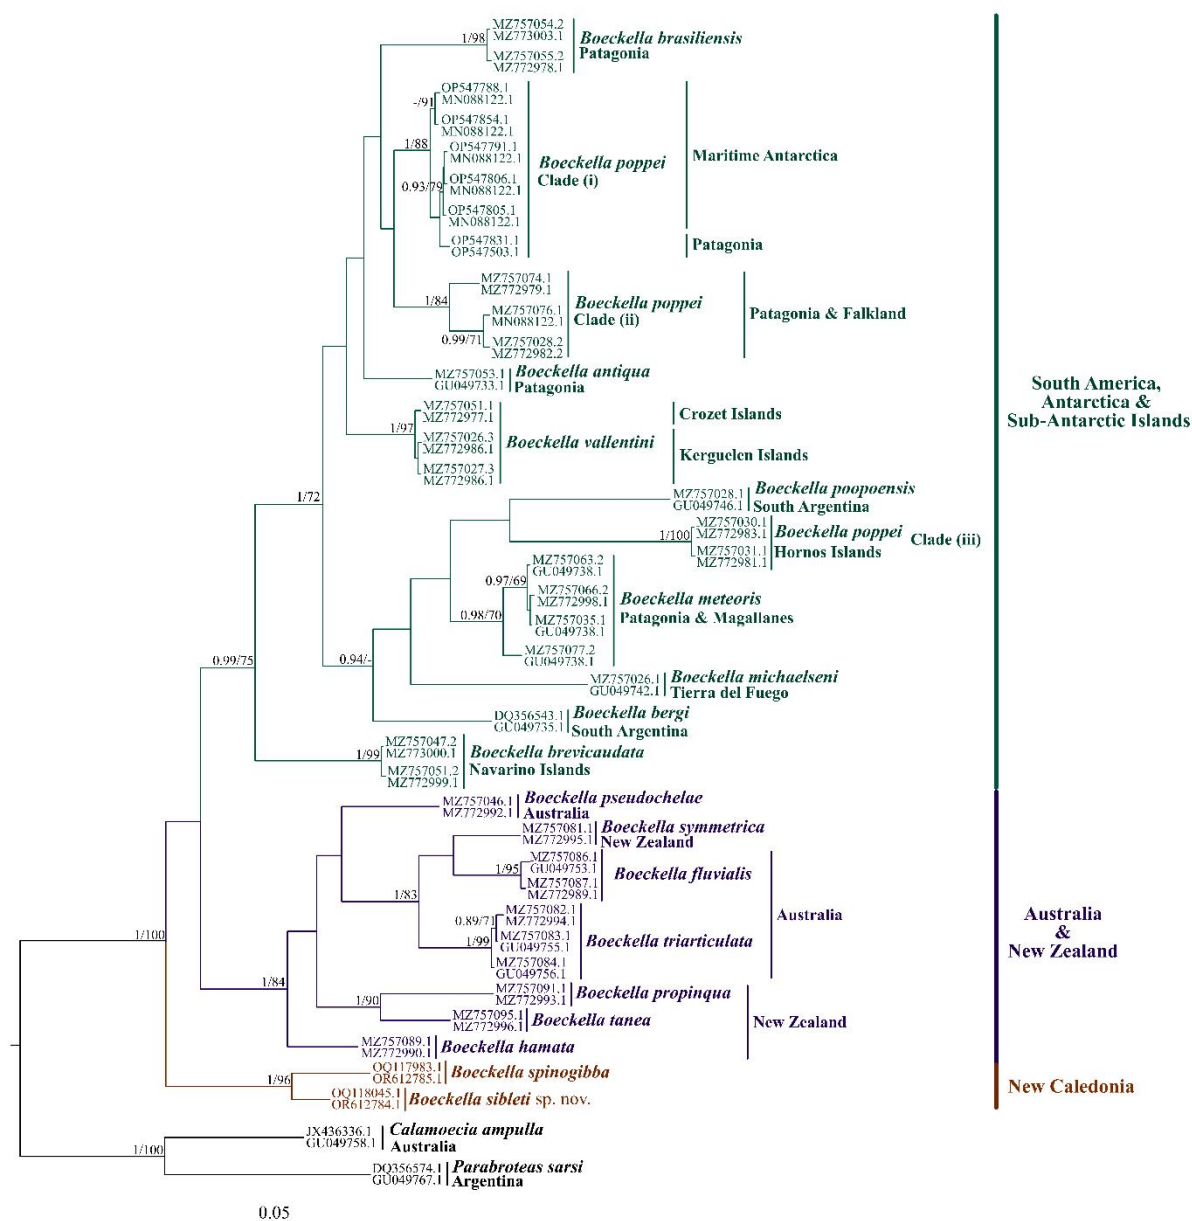 MZ757054.2
MZ773003.1
1/98
Boeckella brasiliensis
Patagonia
MZ757055.2
MZ772978.1
OP547788.1
MN088122.1
-/91
OP547854.1
MN088122.1
1/88
OP547791.1
MN088122.1
Boeckella poppei
Clade (i)
Maritime Antarctica
OP547806.1
MN088122.1
0.93/79
OP547805.1
MN088122.1
OP547831.1
OP547503.1
Patagonia
MZ757074.1
MZ772979.1
1/84
Boeckella poppei
Clade (ii)
Patagonia & Falkland
MZ757076.1
MN088122.1
0.99/71
MZ757028.2
MZ772982.2
MZ757053.1
GU049733.1
Boeckella antiqua
Patagonia
South America,
Antarctica &
Sub-Antarctic Islands
MZ757051.1
MZ772977.1
Crozet Islands
1/97
MZ757026.3
MZ772986.1
Boeckella vallentini
Kerguelen Islands
MZ757027.3
MZ772986.1
1/72
MZ757028.1
GU049746.1
Boeckella poopoensis
South Argentina
MZ757030.1
MZ772983.1
1/100
Boeckella poppei
Hornos Islands
Clade (iii)
MZ757031.1
MZ772981.1
MZ757063.2
GU049738.1
0.97/69
MZ757066.2
MZ772998.1
Boeckella meteoris
Patagonia & Magallanes
0.98/70
MZ757035.1
GU049738.1
MZ757077.2
GU049738.1
0.99/75
0.94/-
MZ757026.1
GU049742.1
Boeckella michaelseni
Tierra del Fuego
DQ356543.1
GU049735.1
Boeckella bergi
South Argentina
MZ757047.2
MZ773000.1
1/99
Boeckella brevicaudata
Navarino Islands
MZ757051.2
MZ772999.1
MZ757046.1
MZ772992.1
Boeckella pseudochelae
Australia
MZ757081.1
MZ772995.1
Boeckella symmetrica
New Zealand
MZ757086.1
GU049753.1
1/95
Boeckella fluvialis
MZ757087.1
MZ772989.1
1/83
MZ757082.1
MZ772994.1
0.89/71
Australia
MZ757083.1
GU049755.1
1/99
Boeckella triarticulata
MZ757084.1
GU049756.1
Australia
&
New Zealand
1/100
1/84
MZ757091.1
MZ772993.1
Boeckella propinqua
1/90
MZ757095.1
MZ772996.1
Boeckella tanea
New Zealand
MZ757089.1
MZ772990.1
Boeckella hamata
OQ117983.1
OR612785.1
Boeckella spinogibba
1/96
OQ118045.1
OR612784.1
Boeckella sibleti sp. nov.
New Caledonia
JX436336.1
GU049758.1
Calamoecia ampulla
Australia
1/100
DQ356574.1
GU049767.1
Parabroteas sarsi
Argentina
0.05